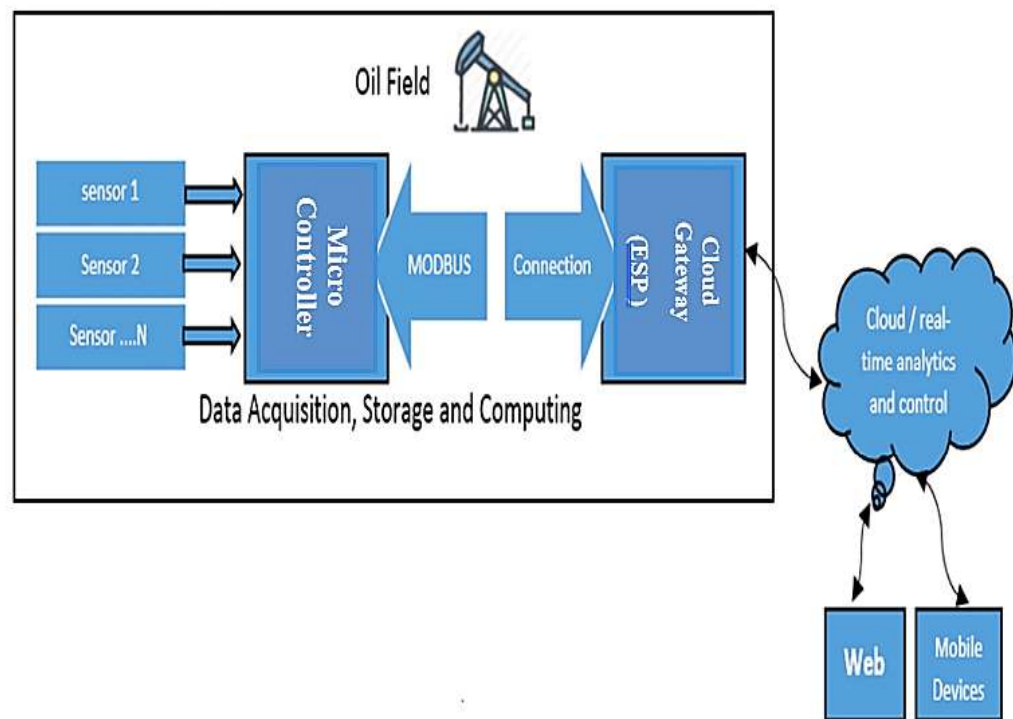 Oil Field
sensor 1
Sensor 2
Sensor ....N
Micro
Controller
MODBUS
Connection
Cloud
Gateway
(ESP )
Data Acquisition, Storage and Computing
Cloud / real-
time analytics
and control
Web
Mobile
Devices